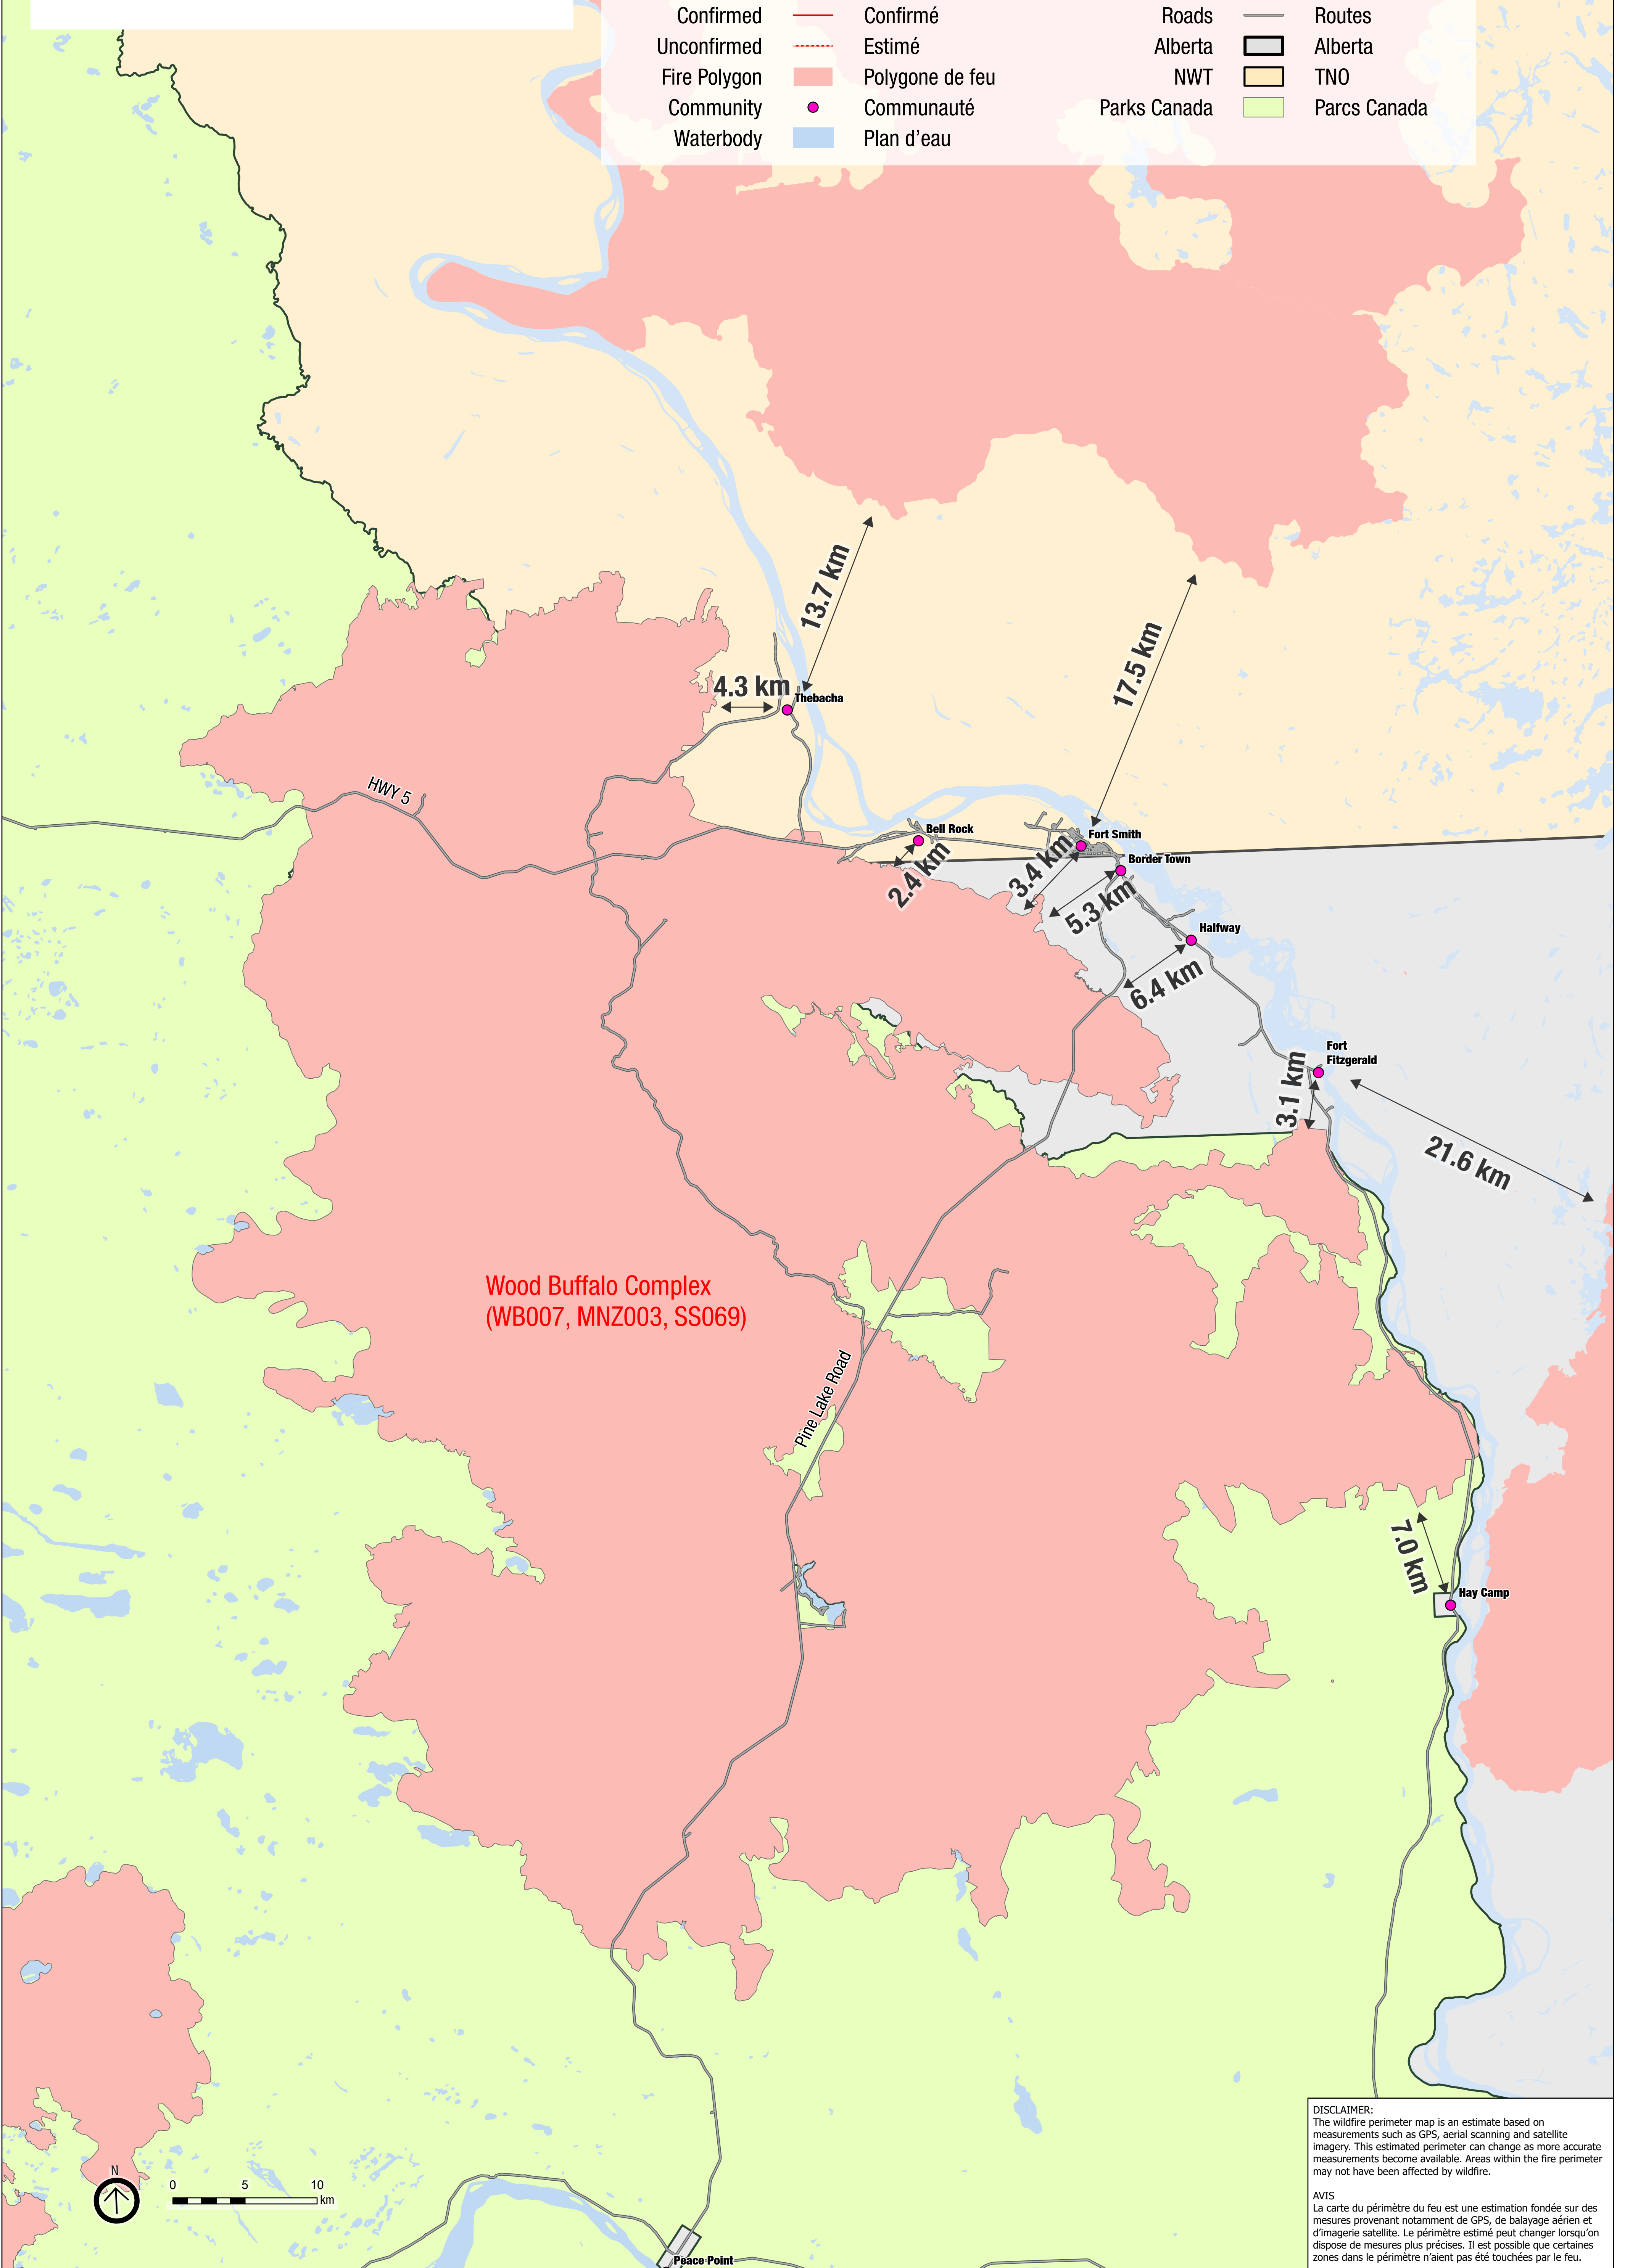 Confirmed Confirmé Roads Routes
Unconfirmed Estimé Alberta Alberta
Fire Polygon Polygone de feu NWT TNO
Community Communauté Parks Canada Parcs Canada
Waterbody Plan d’eau
13.7 km
17.5 km
4.3 km
Thebacha
HWY 5
Bell Rock
Fort Smith
2.4 km
3.4 km
Border Town
5.3 km
Halfway
6.4 km
Fort
Fitzgerald
3.1 km
21.6 km
Wood Buffalo Complex
(WB007, MNZ003, SS069)
Pine Lake Road
7.0 km
Hay Camp
DISCLAIMER:
The wildfire perimeter map is an estimate based on
measurements such as GPS, aerial scanning and satellite
imagery. This estimated perimeter can change as more accurate
measurements become available. Areas within the fire perimeter
may not have been affected by wildfire.
AVIS
La carte du périmètre du feu est une estimation fondée sur des
mesures provenant notamment de GPS, de balayage aérien et
d’imagerie satellite. Le périmètre estimé peut changer lorsqu’on
dispose de mesures plus précises. Il est possible que certaines
zones dans le périmètre n’aient pas été touchées par le feu.
N
0 5 10
km
Peace Point